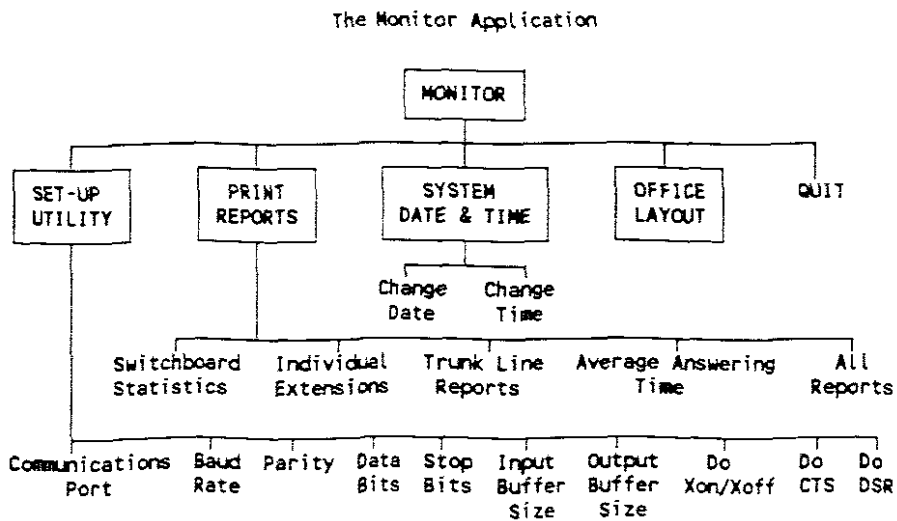 The Monitor Application
MONITOR
SET-UP
UTILITY
PRINT
REPORTS
SYSTEM
DATE & TIME
OFFICE
LAYOUT
QUIT
Change
Date
Change
Time
Switchboard
Statistics
Individual
Extensions
Trunk Line
Reports
Average Answering
Time
All
Reports
Communications
Port
Baud
Rate
Parity
Data
Bits
Stop
Bits
Input
Buffer
Size
Output
Buffer
Size
Do
Xon/Xoff
Do
CTS
Do
DSR